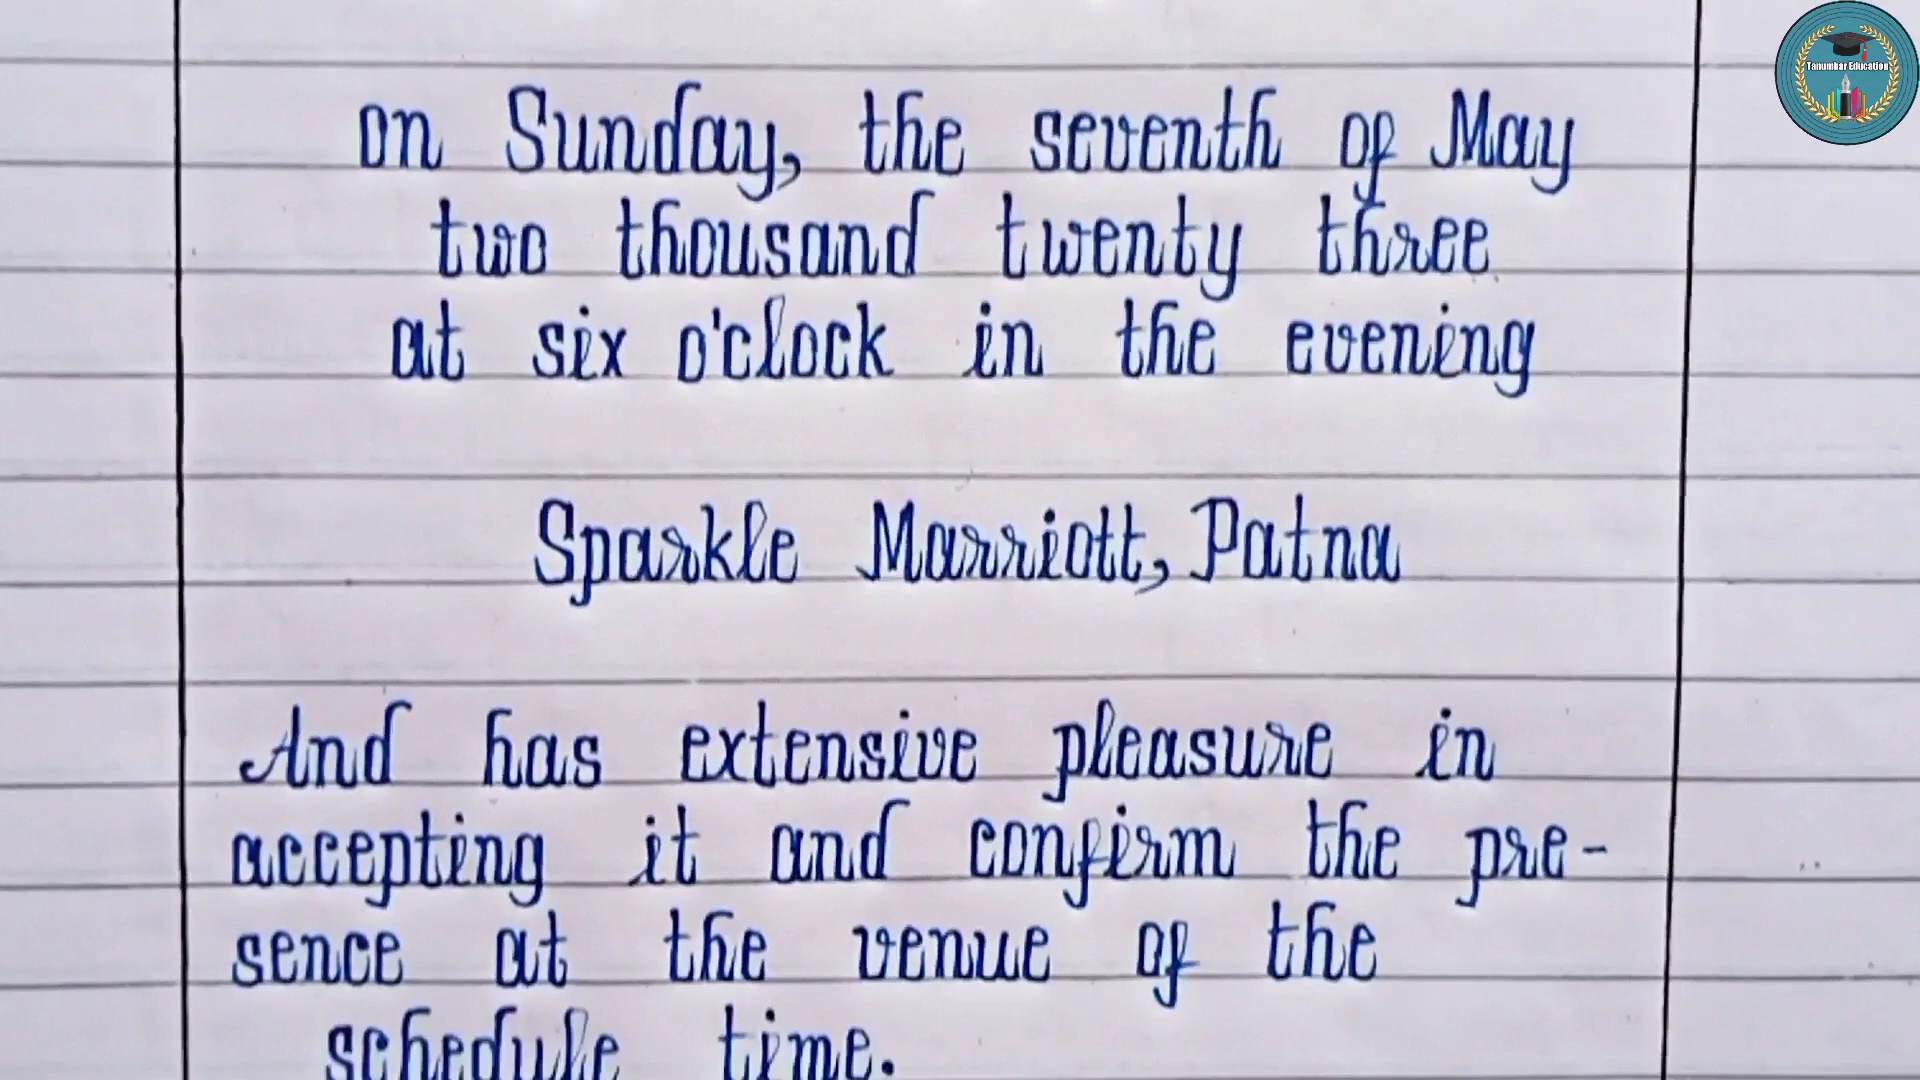 Tanumbar Education
on Sunday, the seventh of May
two thousand twenty three
at six o'clock in the evening
Sparkle Marriott, Patna
And has extensive pleasure in
accepting it and confirm the pre-
sence at the venue of the
schedule time.